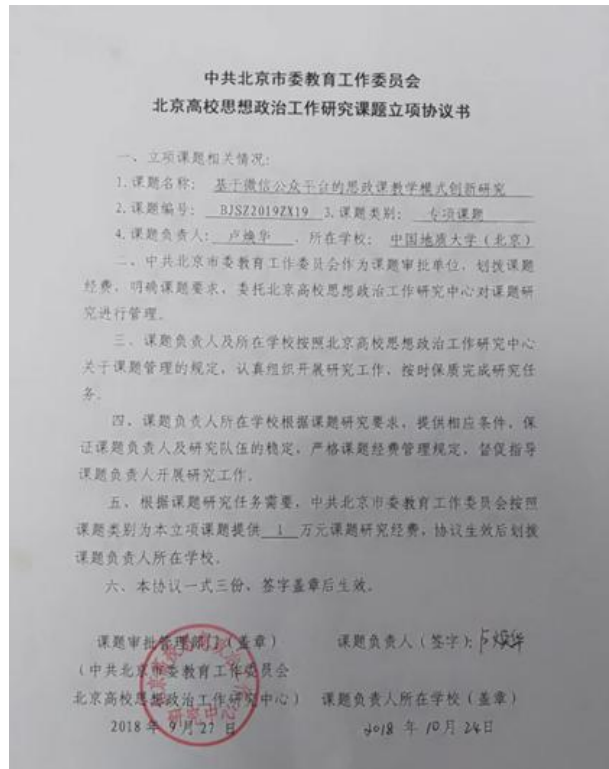 中共北京市委教育工作委员会
北京高校思想政治工作研究课题立项协议书
一、立项课题相关情况：
1.课题名称： 基于微信公众平台的思政课教学模式创新研究
2.课题编号： BJSZ2019ZX19 3.课题类别： 专项课题
4.课题负责人： 卢焕华 、所在学校： 中国地质大学（北京）
二、中共北京市委教育工作委员会作为课题审批单位，划拨课题
经费，明确课题要求，委托北京高校思想政治工作研究中心对课题研
究进行管理。
三、课题负责人及所在学校按照北京高校思想政治工作研究中心
关于课题管理的规定，认真组织开展研究工作，按时保质完成研究任
务。
四、课题负责人所在学校根据课题研究要求，提供相应条件，保
证课题负责人及研究队伍的稳定，严格课题经费管理规定，督促指导
课题负责人开展研究工作。
五、根据课题研究任务需要，中共北京市委教育工作委员会按照
课题类别为本立项课题提供 1 万元课题研究经费，协议生效后划拨
课题负责人所在学校。
六、本协议一式三份，签字盖章后生效。
课题审批管理部门（盖章） 课题负责人（签字）：卢焕华
（中共北京市委教育工作委员会
北京高校思想政治工作研究中心） 课题负责人所在学校（盖章）
2018 年 9 月 27 日 2018 年 10 月 24 日
研究中心